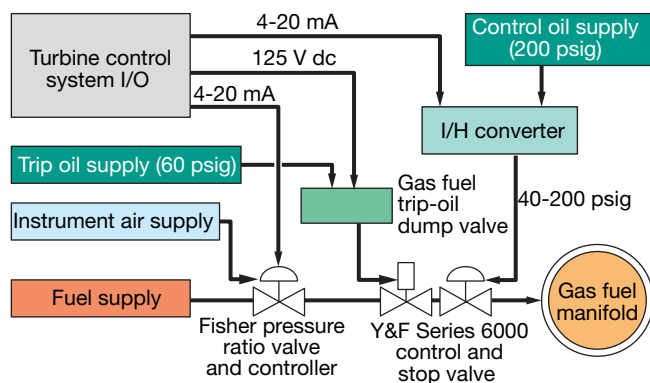 4-20 mA
Control oil supply
(200 psig)
Turbine control
system I/O
125 V dc
4-20 mA
I/H converter
Trip oil supply (60 psig)
Gas fuel
trip-oil
dump valve
40-200 psig
Instrument air supply
Fuel supply
Gas fuel
manifold
Fisher pressure
ratio valve
and controller
Y&F Series 6000
control and
stop valve